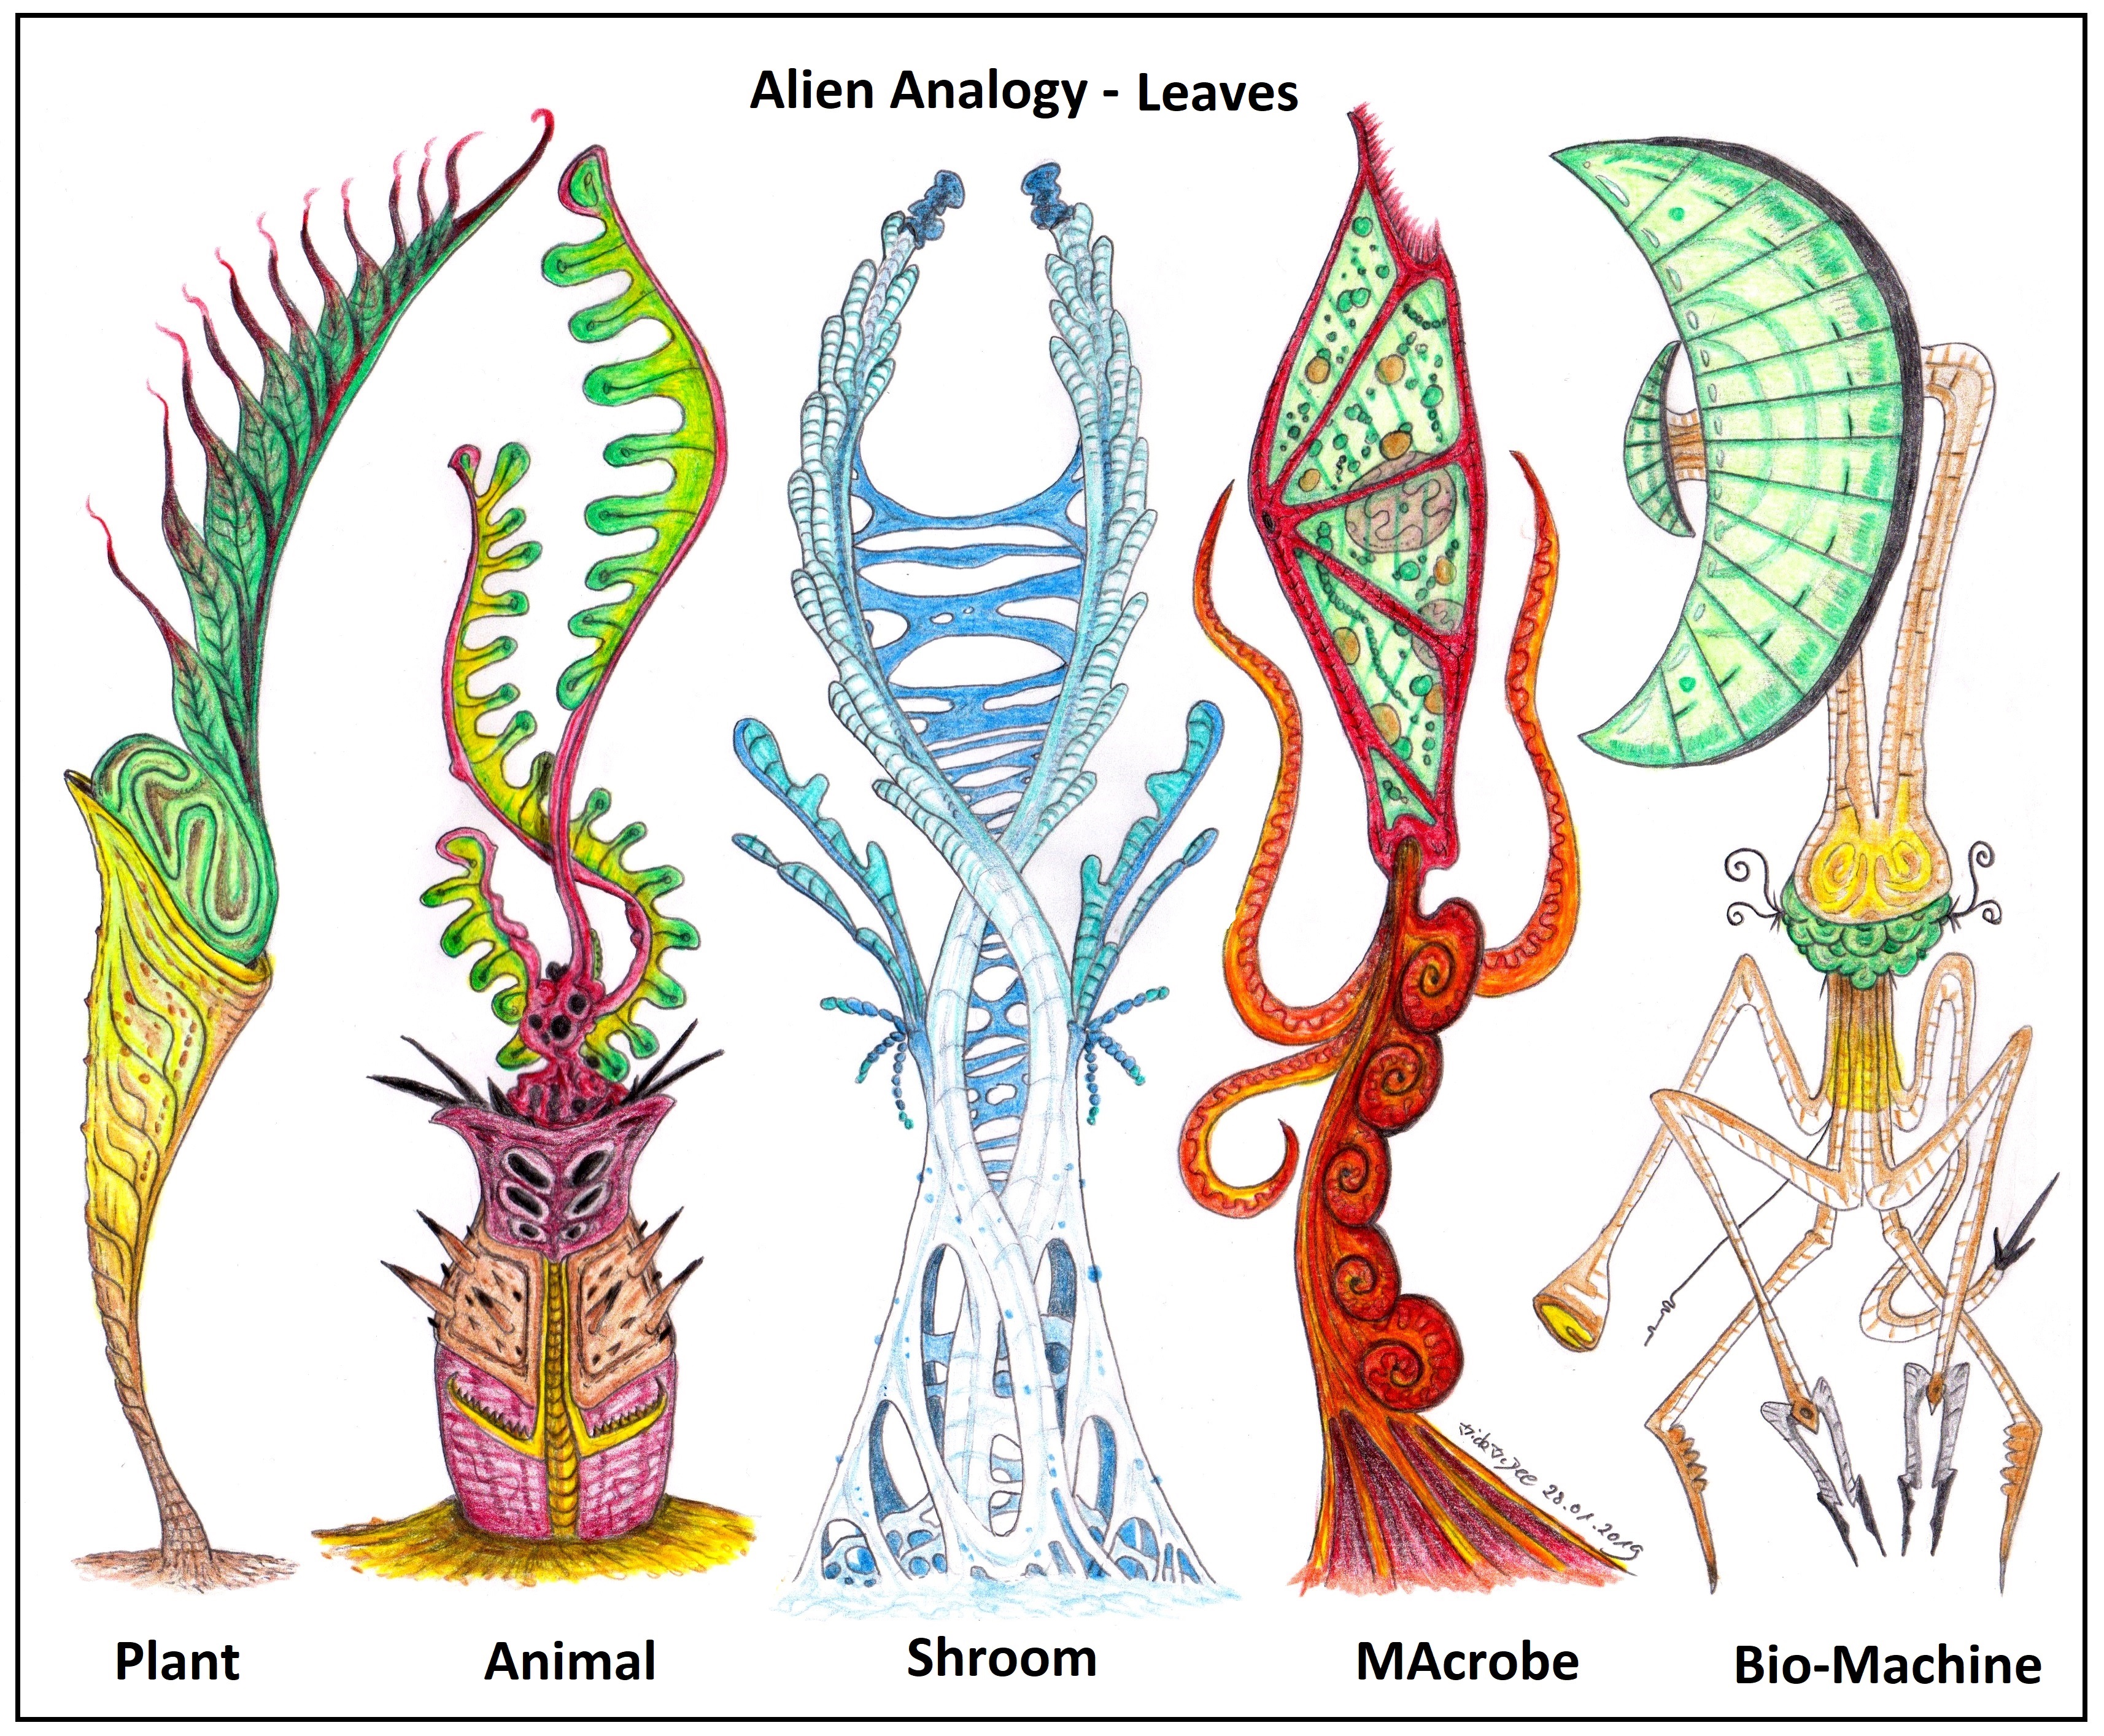 Alien Analogy - Leaves
28.01.2019
Plant
Animal
Shroom
MAcrobe
Bio-Machine